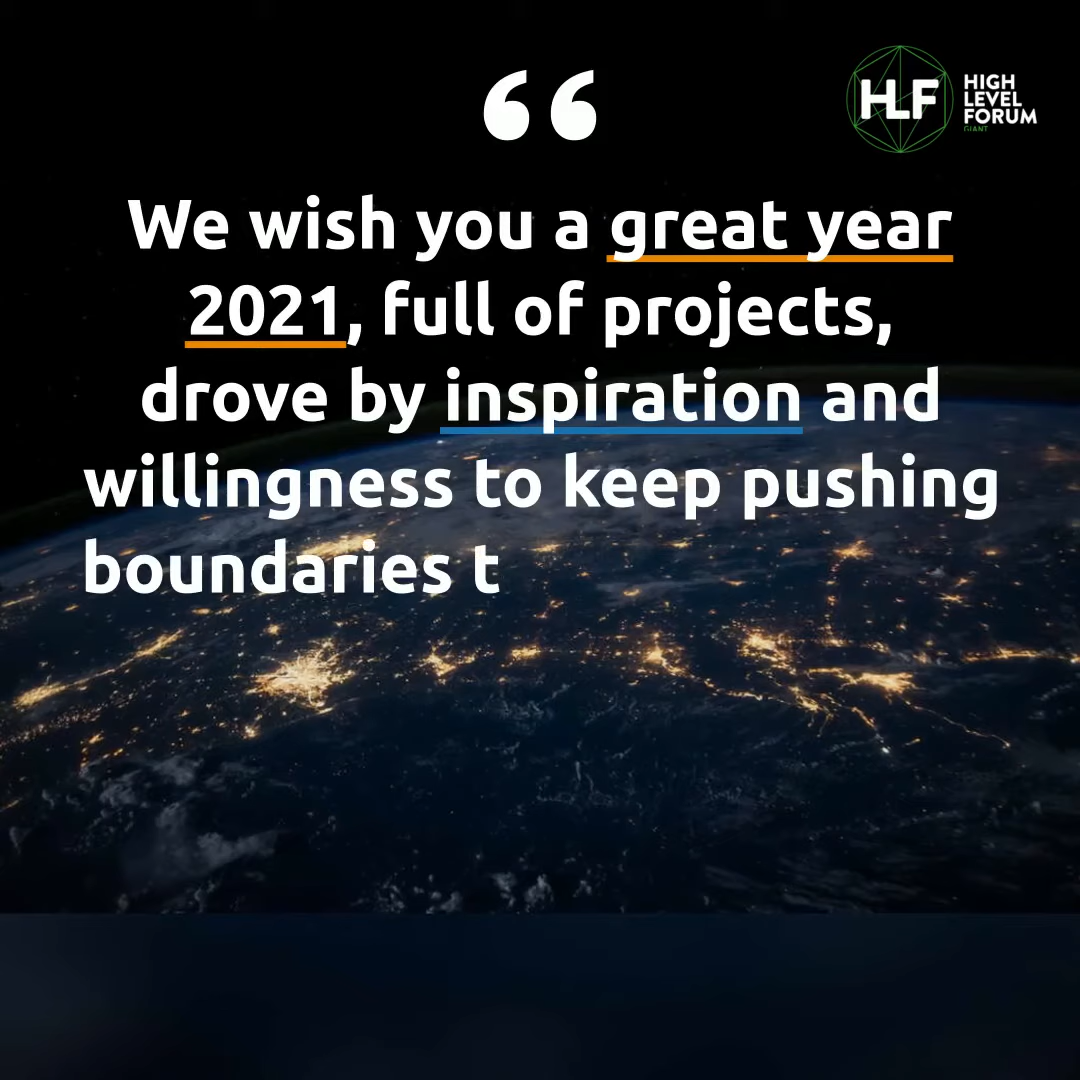 “
HLF
HIGH
LEVEL
FORUM
GIANT
We wish you a great year
2021, full of projects,
drove by inspiration and
willingness to keep pushing
boundaries t